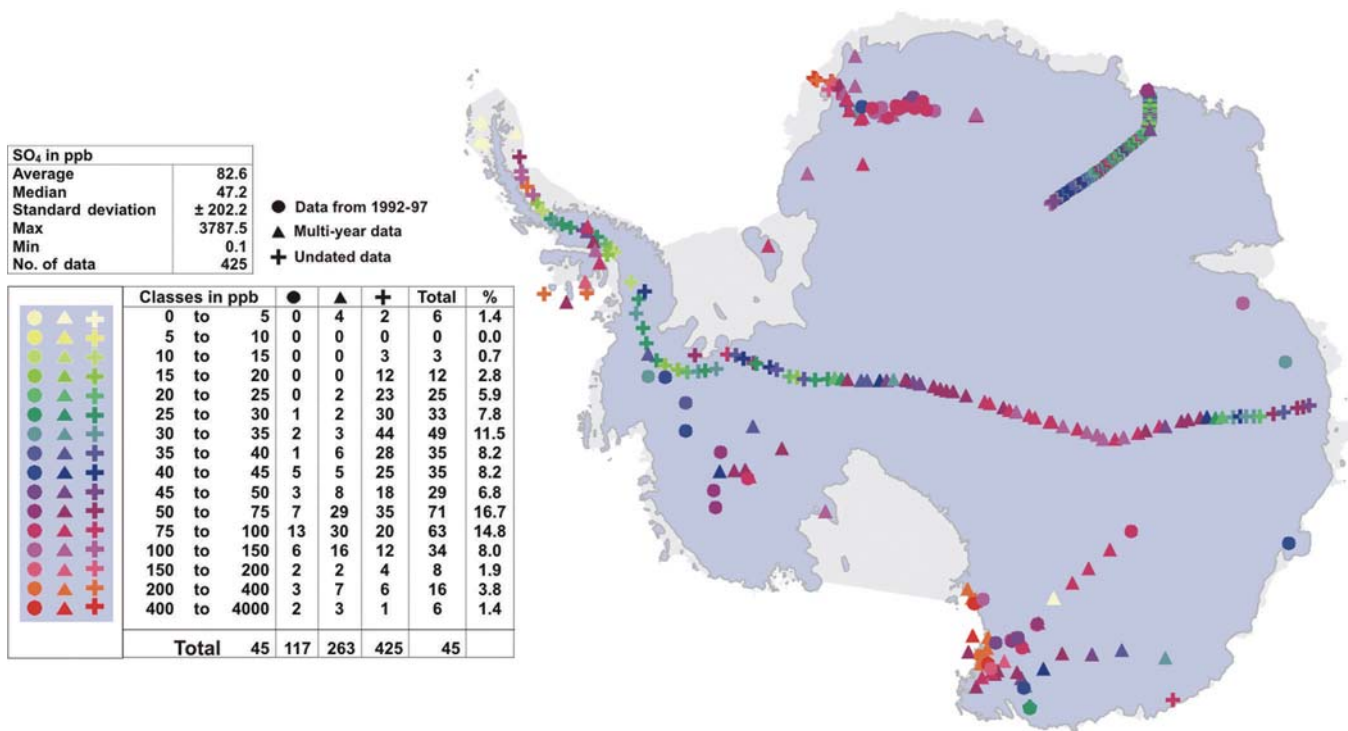 SO₄ in ppb
Average 82.6
Median 47.2
Standard deviation ± 202.2
Max 3787.5
Min 0.1
No. of data 425
Data from 1992-97
Multi-year data
Undated data
Classes in ppb Total %
0 to 5 0 4 2 6 1.4
5 to 10 0 0 0 0 0.0
10 to 15 0 0 3 3 0.7
15 to 20 0 0 12 12 2.8
20 to 25 0 2 23 25 5.9
25 to 30 1 2 30 33 7.8
30 to 35 2 3 44 49 11.5
35 to 40 1 6 28 35 8.2
40 to 45 5 5 25 35 8.2
45 to 50 3 8 18 29 6.8
50 to 75 7 29 35 71 16.7
75 to 100 13 30 20 63 14.8
100 to 150 6 16 12 34 8.0
150 to 200 2 2 4 8 1.9
200 to 400 3 7 6 16 3.8
400 to 4000 2 3 1 6 1.4
Total 45 117 263 425 45